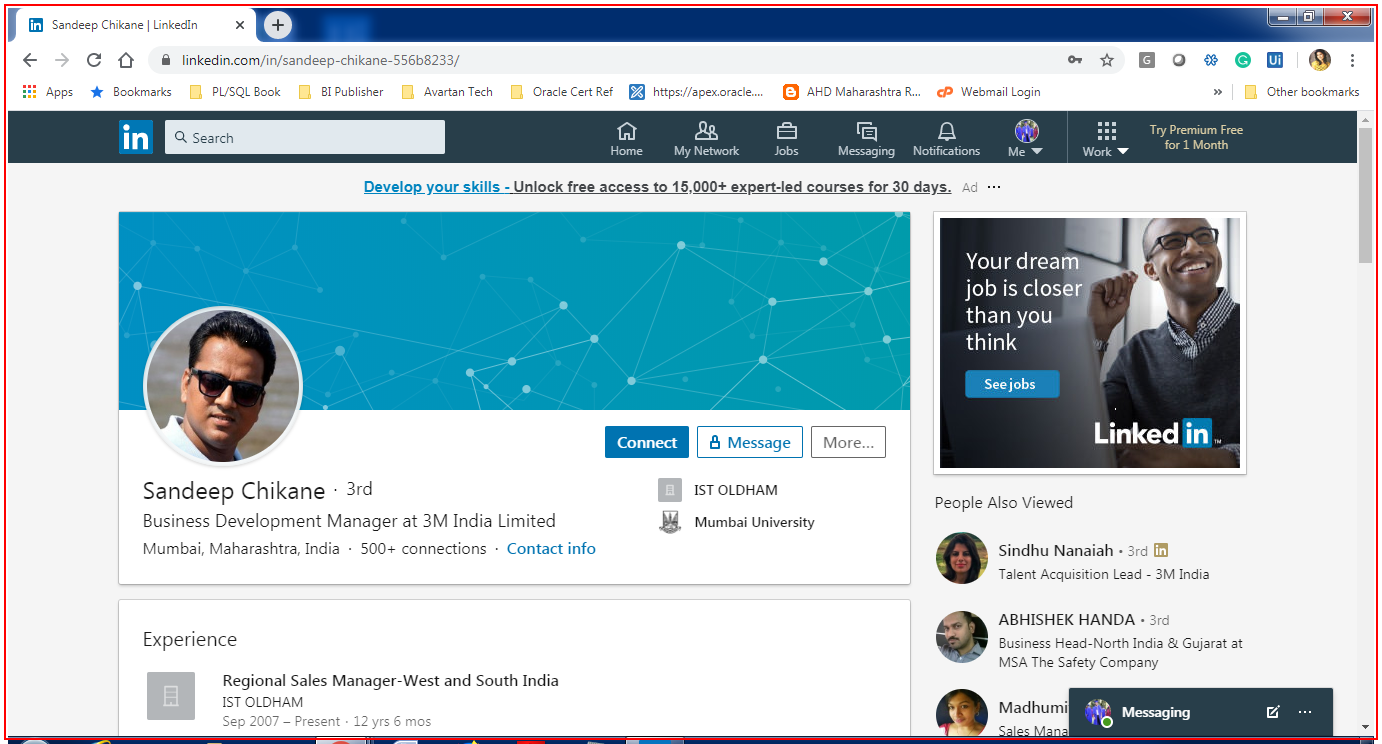 Sandeep Chikane | LinkedIn
linkedin.com/in/sandeep-chikane-556b8233/
G Ui
Apps Bookmarks PL/SQL Book BI Publisher Avartan Tech Oracle Cert Ref https://apex.oracle.... AHD Maharashtra R... cP Webmail Login » Other bookmarks
in Search Home My Network Jobs Messaging Notifications Me Work
Try Premium Free
for 1 Month
Develop your skills - Unlock free access to 15,000+ expert-led courses for 30 days. Ad ...
Connect Message More...
Sandeep Chikane · 3rd
Business Development Manager at 3M India Limited
Mumbai, Maharashtra, India · 500+ connections · Contact info
IST OLDHAM
Mumbai University
Experience
Regional Sales Manager-West and South India
IST OLDHAM
Sep 2007 – Present · 12 yrs 6 mos
Your dream
job is closer
than you
think
See jobs
Linked in ™
People Also Viewed
Sindhu Nanaiah • 3rd in
Talent Acquisition Lead - 3M India
ABHISHEK HANDA • 3rd
Business Head-North India & Gujarat at
MSA The Safety Company
Madhumi
Sales Mana
Messaging ...